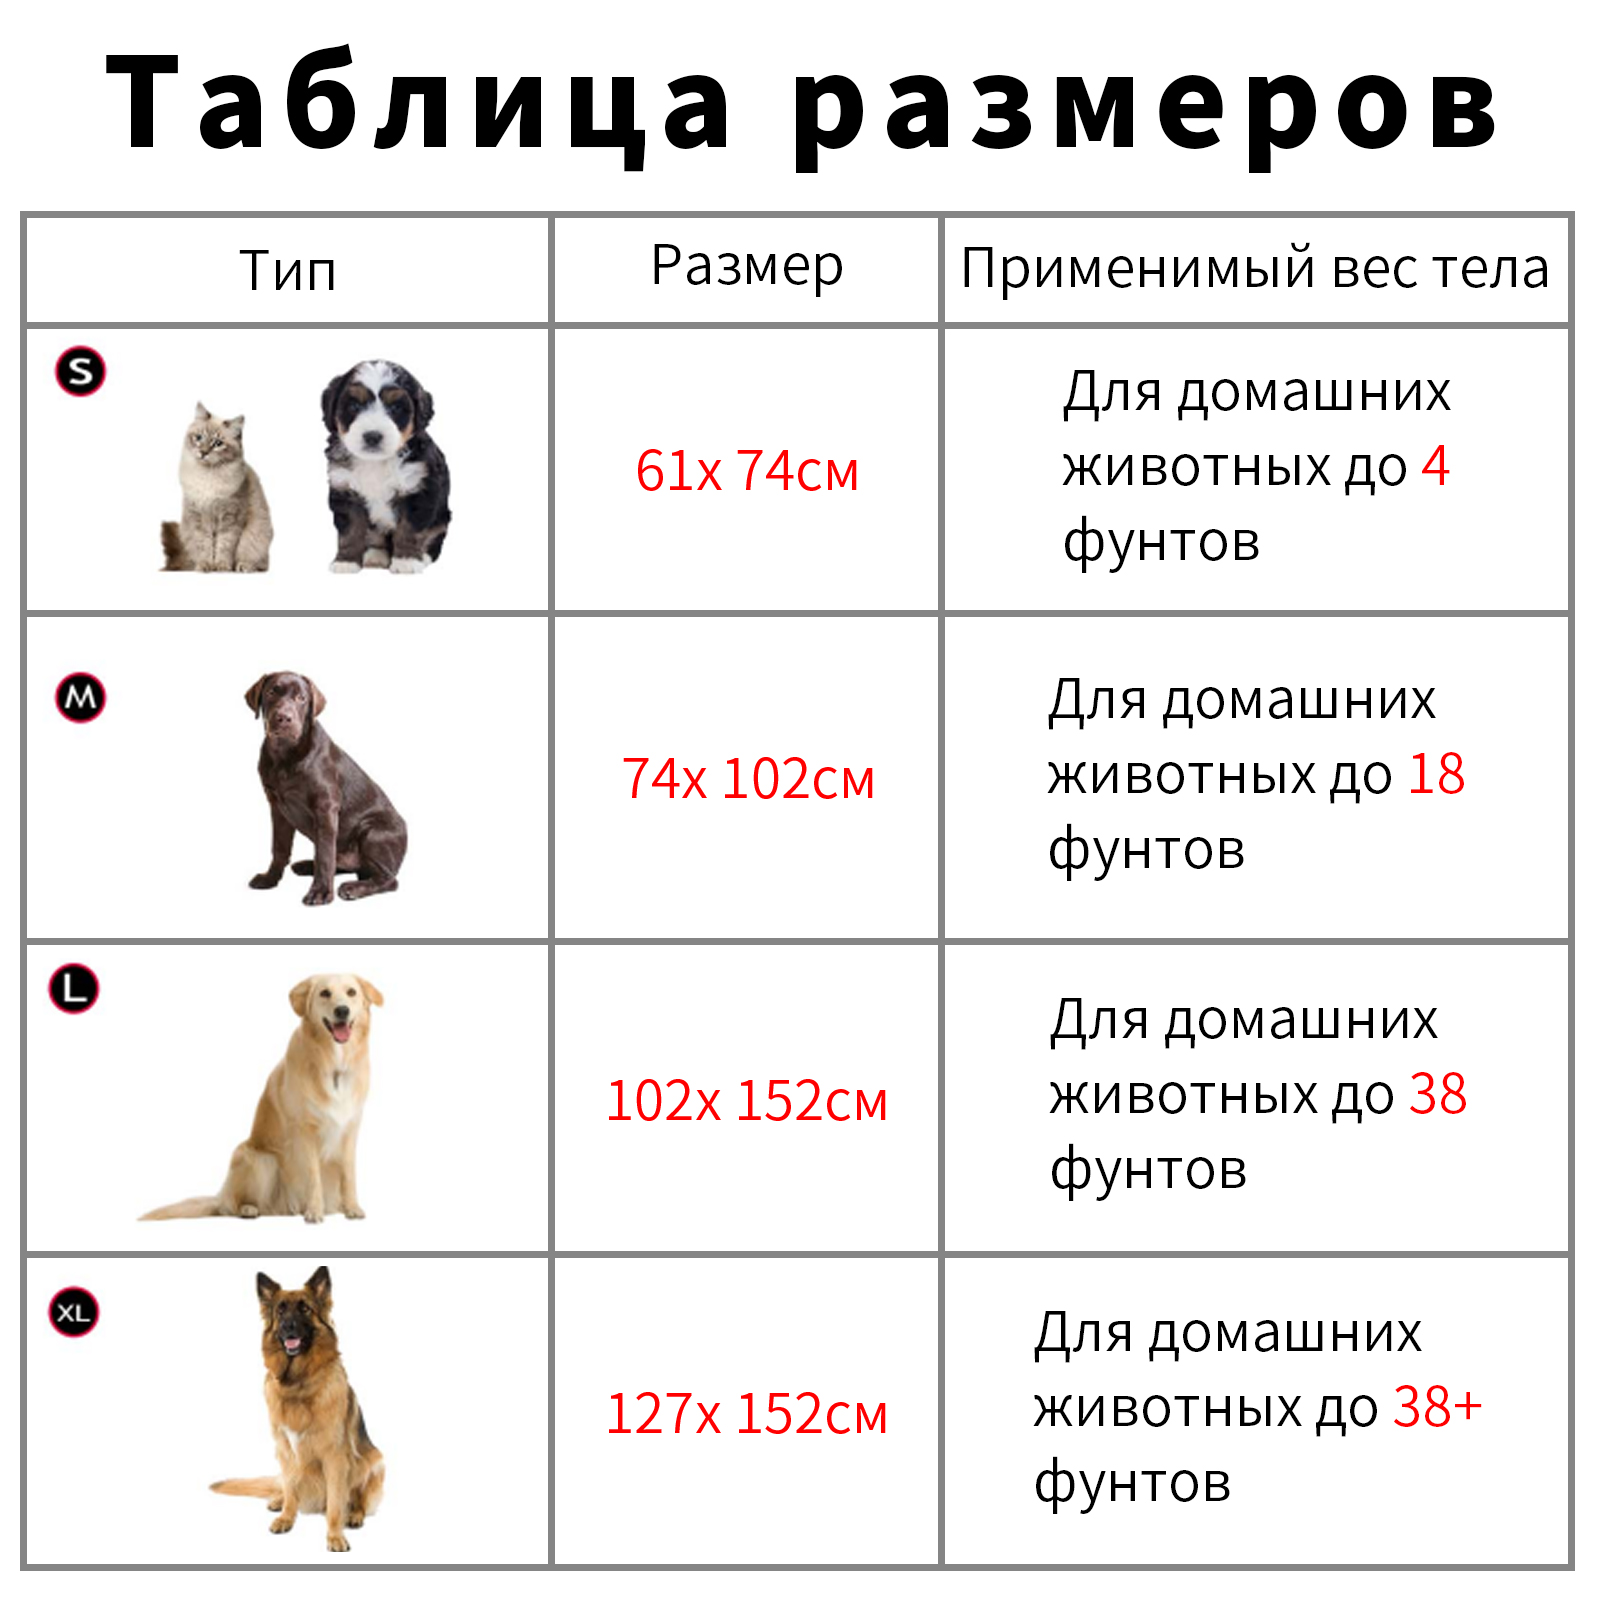 Таблица размеров
Тип
Размер
Применимый вес тела
S
61x 74см
Для домашних
животных до 4
фунтов
M
74x 102см
Для домашних
животных до 18
фунтов
L
102x 152см
Для домашних
животных до 38
фунтов
XL
127x 152см
Для домашних
животных до 38+
фунтов